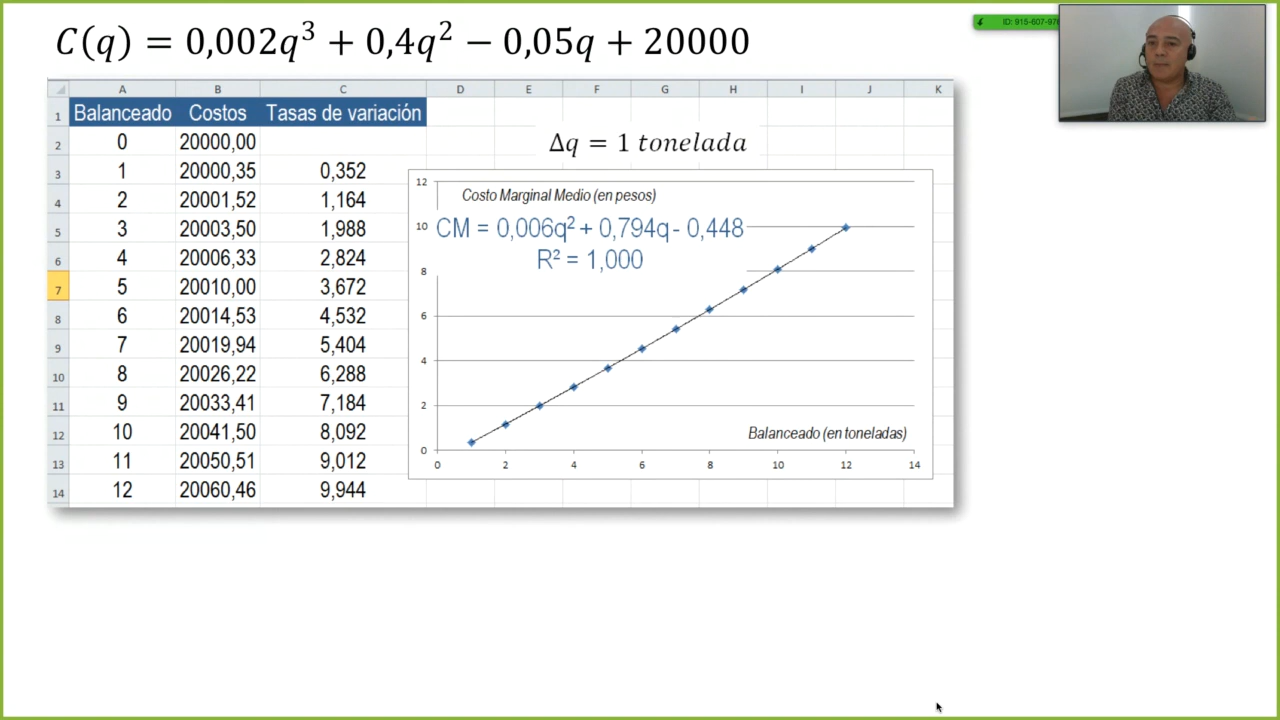 C(q) = 0,002q³ + 0,4q² − 0,05q + 20000
ID: 915-607-97
A B C D E F G H I J K
1 Balanceado Costos Tasas de variación
2 0 20000,00
Δq = 1 tonelada
3 1 20000,35 0,352
4 2 20001,52 1,164
5 3 20003,50 1,988
6 4 20006,33 2,824
7 5 20010,00 3,672
8 6 20014,53 4,532
9 7 20019,94 5,404
10 8 20026,22 6,288
11 9 20033,41 7,184
12 10 20041,50 8,092
13 11 20050,51 9,012
14 12 20060,46 9,944
Costo Marginal Medio (en pesos)
CM = 0,006q² + 0,794q - 0,448
R² = 1,000
12
10
8
6
4
2
0
Balanceado (en toneladas)
0 2 4 6 8 10 12 14